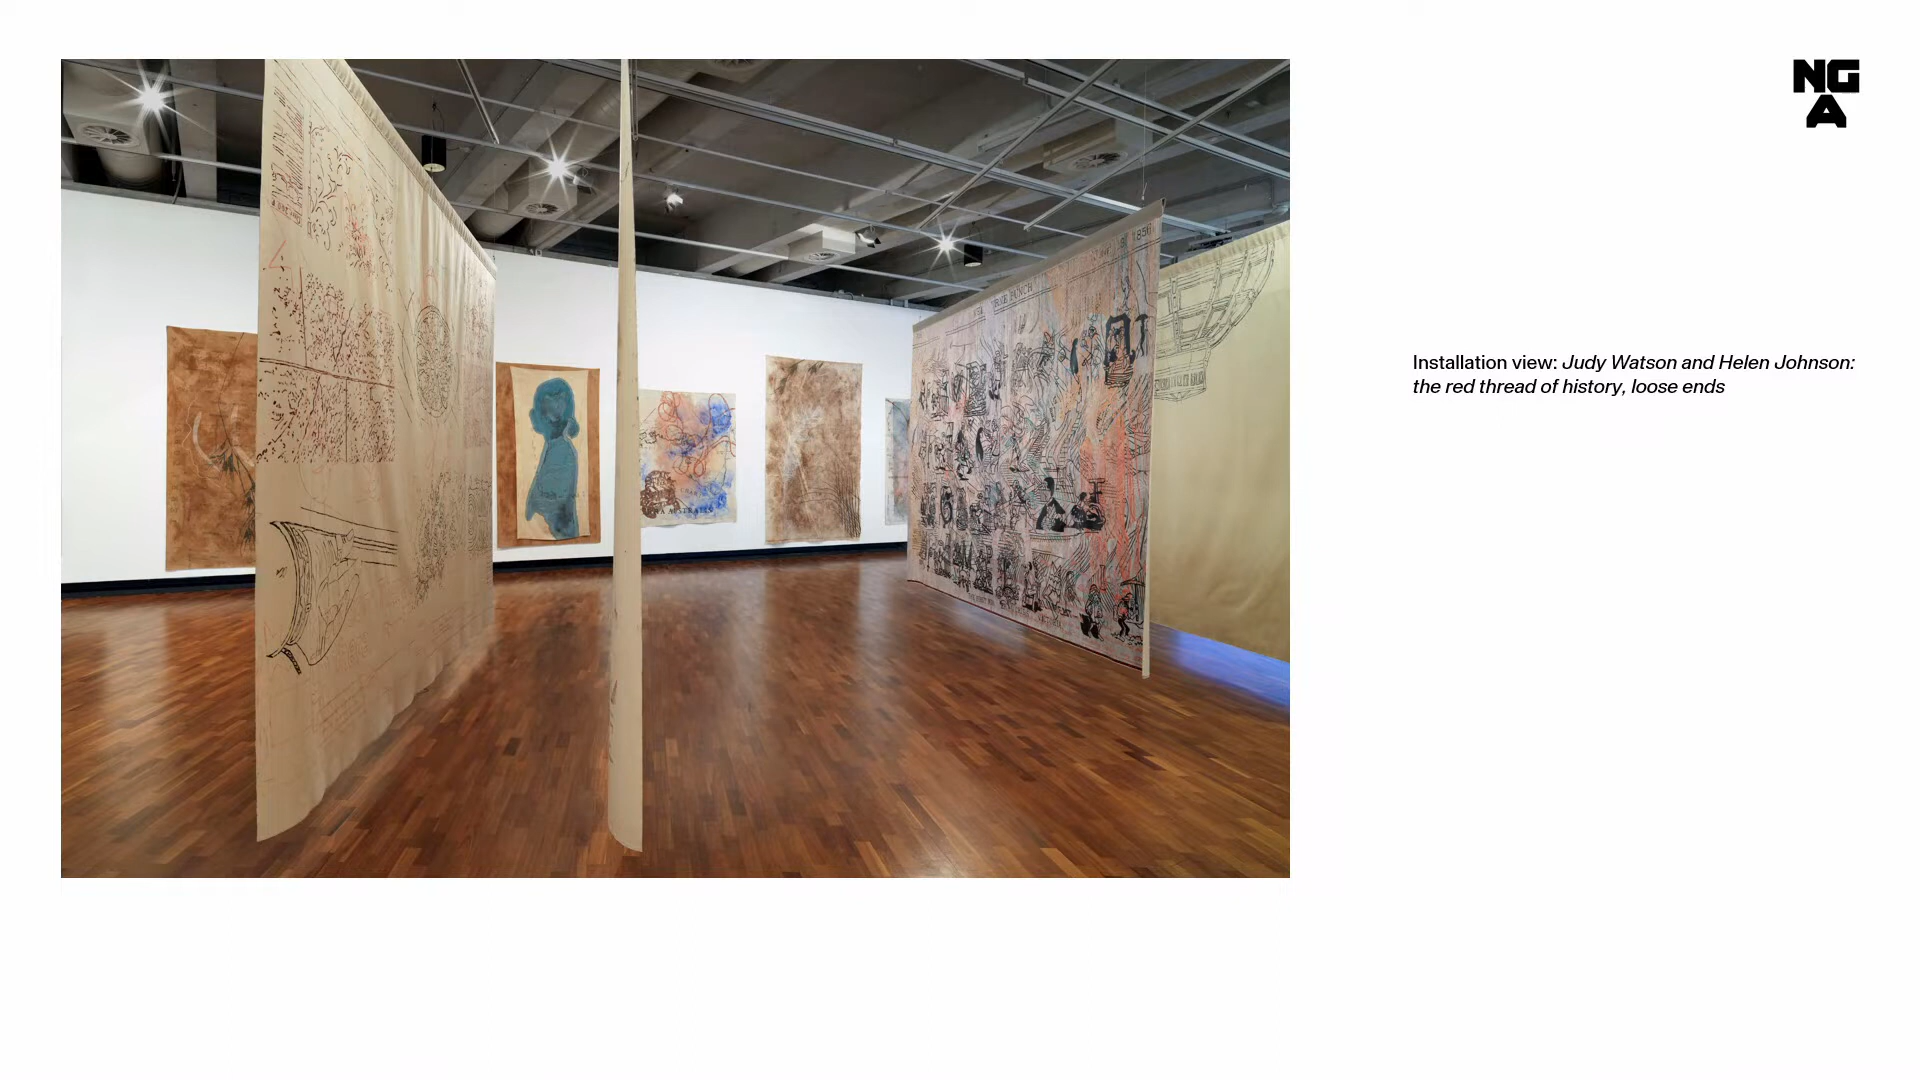 NG
A
Installation view: Judy Watson and Helen Johnson:
the red thread of history, loose ends